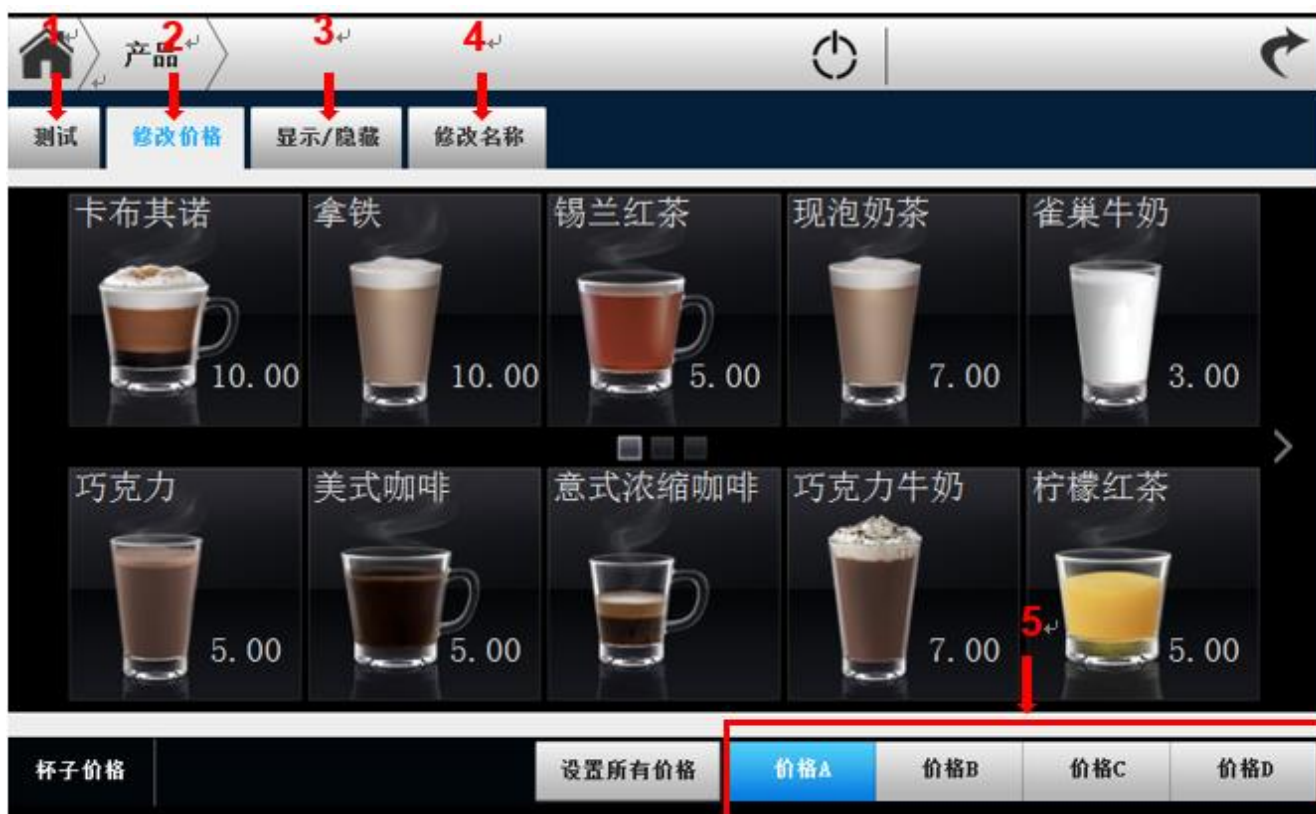 1 2 3 4
产品
测试 修改价格 显示/隐藏 修改名称
卡布其诺 拿铁 锡兰红茶 现泡奶茶 雀巢牛奶
10.00 10.00 5.00 7.00 3.00
巧克力 美式咖啡 意式浓缩咖啡 巧克力牛奶 柠檬红茶
5
5.00 5.00 7.00 5.00
杯子价格 设置所有价格 价格A 价格B 价格C 价格D